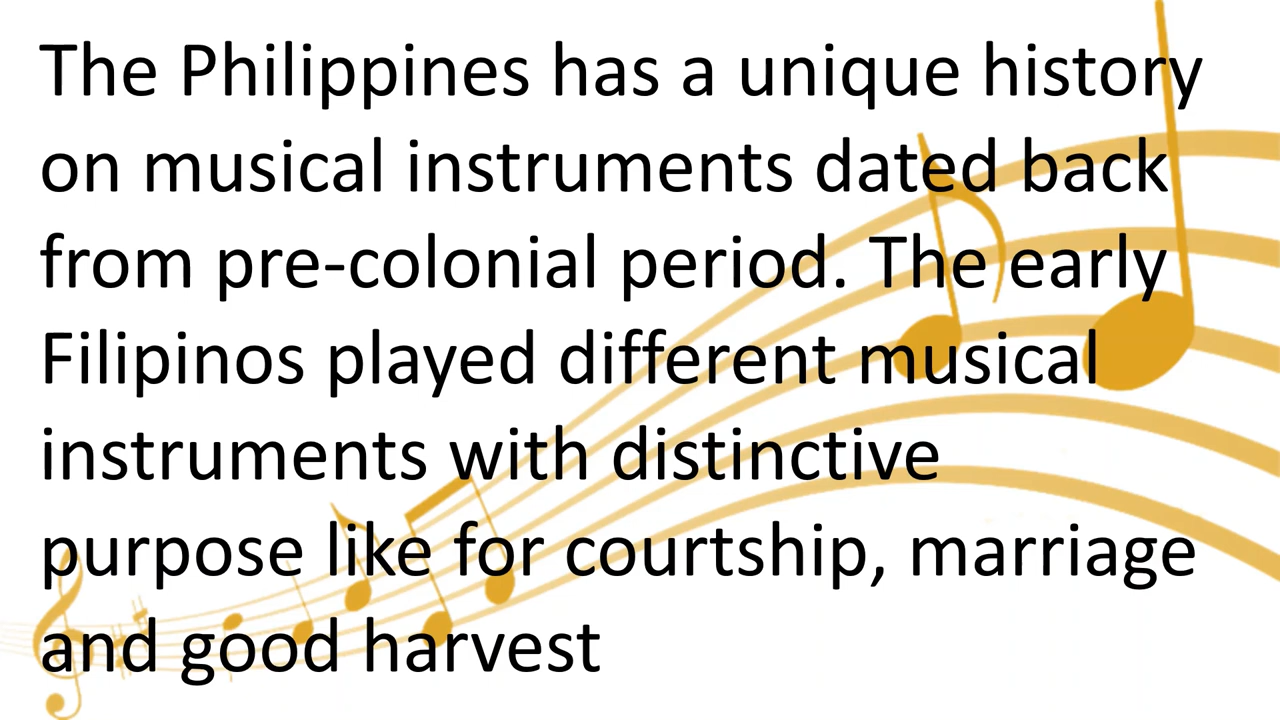 The Philippines has a unique history
on musical instruments dated back
from pre-colonial period. The early
Filipinos played different musical
instruments with distinctive
purpose like for courtship, marriage
and good harvest